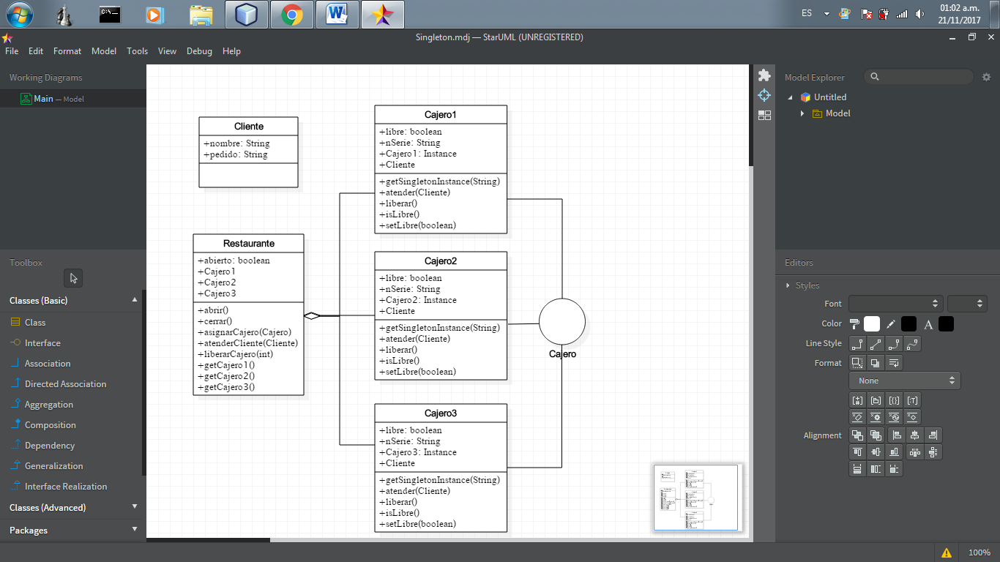 ES
01:02 a.m.
21/11/2017
Singleton.mdj — StarUML (UNREGISTERED)
File Edit Format Model Tools View Debug Help
Working Diagrams
Main — Model
Toolbox
Classes (Basic)
Class
Interface
Association
Directed Association
Aggregation
Composition
Dependency
Generalization
Interface Realization
Classes (Advanced)
Packages
Cliente
+nombre: String
+pedido: String
Restaurante
+abierto: boolean
+Cajero1
+Cajero2
+Cajero3
+abrir()
+cerrar()
+asignarCajero(Cajero)
+atenderCliente(Cliente)
+liberarCajero(int)
+getCajero1()
+getCajero2()
+getCajero3()
Cajero1
+libre: boolean
+nSerie: String
+Cajero1: Instance
+Cliente
+getSingletonInstance(String)
+atender(Cliente)
+liberar()
+isLibre()
+setLibre(boolean)
Cajero2
+libre: boolean
+nSerie: String
+Cajero2: Instance
+Cliente
+getSingletonInstance(String)
+atender(Cliente)
+liberar()
+isLibre()
+setLibre(boolean)
Cajero3
+libre: boolean
+nSerie: String
+Cajero3: Instance
+Cliente
+getSingletonInstance(String)
+atender(Cliente)
+liberar()
+isLibre()
+setLibre(boolean)
Cajero
Model Explorer
Untitled
Model
Editors
Styles
Font
Color
A
Line Style
Format
None
Alignment
100%